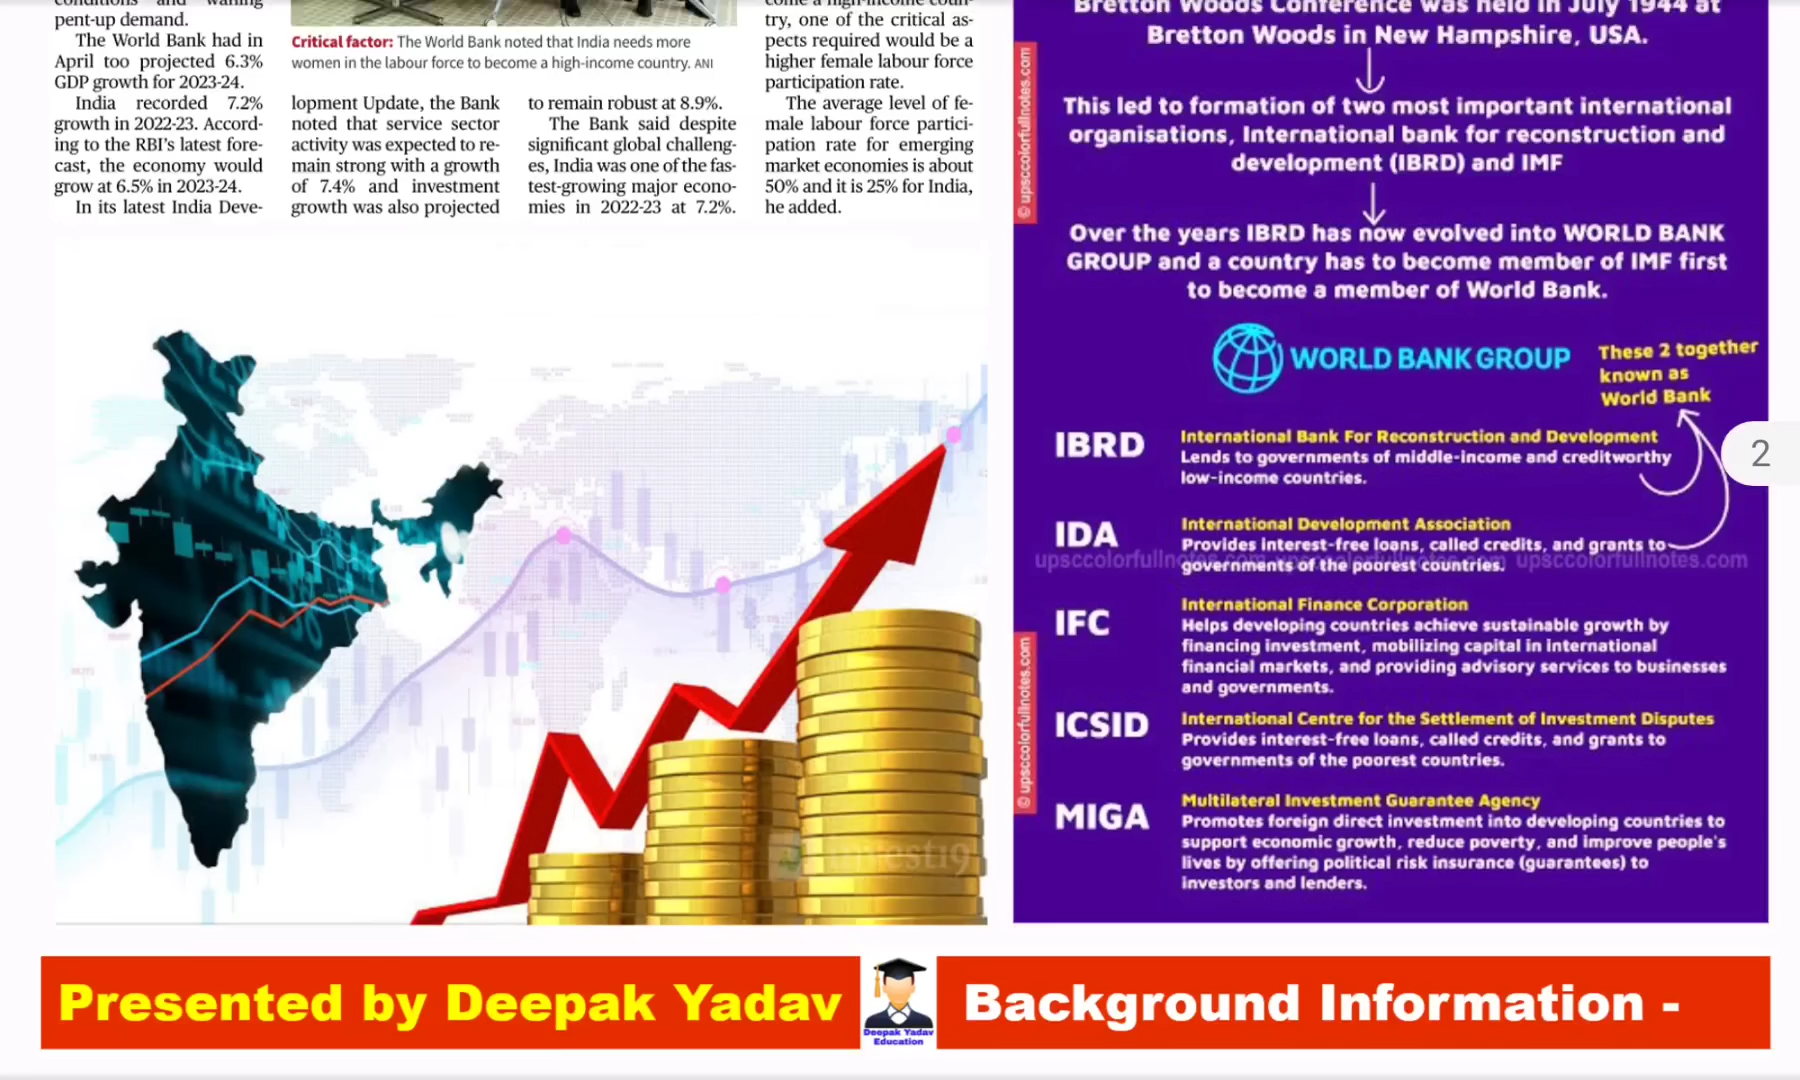 pent-up demand.
The World Bank had in
April too projected 6.3%
GDP growth for 2023-24.
India recorded 7.2%
growth in 2022-23. Accord-
ing to the RBI's latest fore-
cast, the economy would
grow at 6.5% in 2023-24.
In its latest India Deve-
Critical factor: The World Bank noted that India needs more
women in the labour force to become a high-income country. ANI
lopment Update, the Bank
noted that service sector
activity was expected to re-
main strong with a growth
of 7.4% and investment
growth was also projected
to remain robust at 8.9%.
The Bank said despite
significant global challeng-
es, India was one of the fas-
test-growing major econo-
mies in 2022-23 at 7.2%.
try, one of the critical as-
pects required would be a
higher female labour force
participation rate.
The average level of fe-
male labour force partici-
pation rate for emerging
market economies is about
50% and it is 25% for India,
he added.
Bretton Woods Conference was held in July 1944 at
Bretton Woods in New Hampshire, USA.
This led to formation of two most important international
organisations, International bank for reconstruction and
development (IBRD) and IMF
Over the years IBRD has now evolved into WORLD BANK
GROUP and a country has to become member of IMF first
to become a member of World Bank.
WORLD BANK GROUP
These 2 together
known as
World Bank
IBRD
International Bank For Reconstruction and Development
Lends to governments of middle-income and creditworthy
low-income countries.
IDA
International Development Association
Provides interest-free loans, called credits, and grants to
governments of the poorest countries.
IFC
International Finance Corporation
Helps developing countries achieve sustainable growth by
financing investment, mobilizing capital in international
financial markets, and providing advisory services to businesses
and governments.
ICSID
International Centre for the Settlement of Investment Disputes
Provides interest-free loans, called credits, and grants to
governments of the poorest countries.
MIGA
Multilateral Investment Guarantee Agency
Promotes foreign direct investment into developing countries to
support economic growth, reduce poverty, and improve people's
lives by offering political risk insurance (guarantees) to
investors and lenders.
© upsccolorfullnotes.com
© upsccolorfullnotes.com
upsccolorfullnotes.com
2
Presented by Deepak Yadav
Deepak Yadav
Education
Background Information -